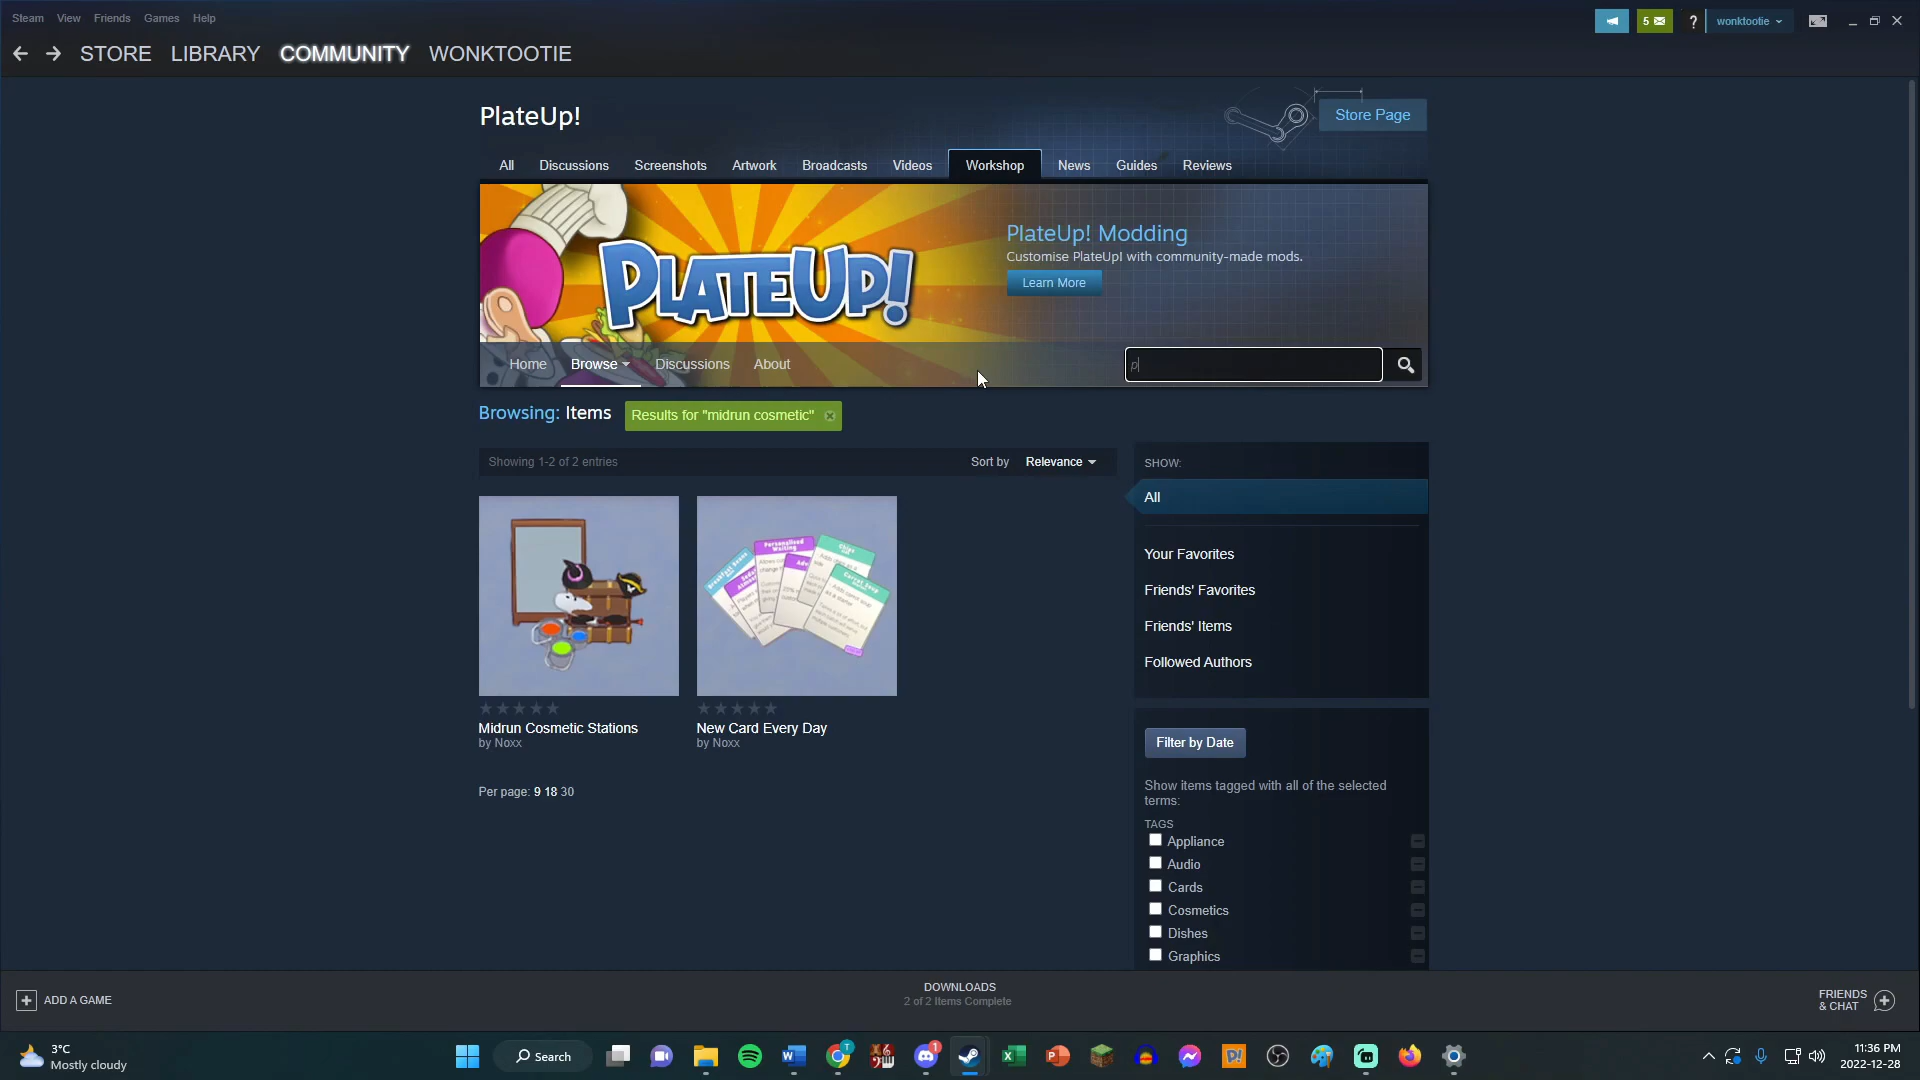 Steam View Friends Games Help
5 ? wonktootie
STORE LIBRARY COMMUNITY WONKTOOTIE
PlateUp!
Store Page
All Discussions Screenshots Artwork Broadcasts Videos Workshop News Guides Reviews
PLATEUP!
PlateUp! Modding
Customise PlateUp! with community-made mods.
Learn More
Home Browse Discussions About
p
Browsing: Items Results for "midrun cosmetic"
Showing 1-2 of 2 entries
Sort by Relevance
SHOW:
All
Your Favorites
Friends' Favorites
Friends' Items
Followed Authors
Personalised Waiting
Chips
Midrun Cosmetic Stations
by Noxx
New Card Every Day
by Noxx
Per page: 9 18 30
Filter by Date
Show items tagged with all of the selected
terms:
TAGS
Appliance
Audio
Cards
Cosmetics
Dishes
Graphics
ADD A GAME
DOWNLOADS
2 of 2 Items Complete
FRIENDS
& CHAT
3°C
Mostly cloudy
Search
T
1
11:36 PM
2022-12-28